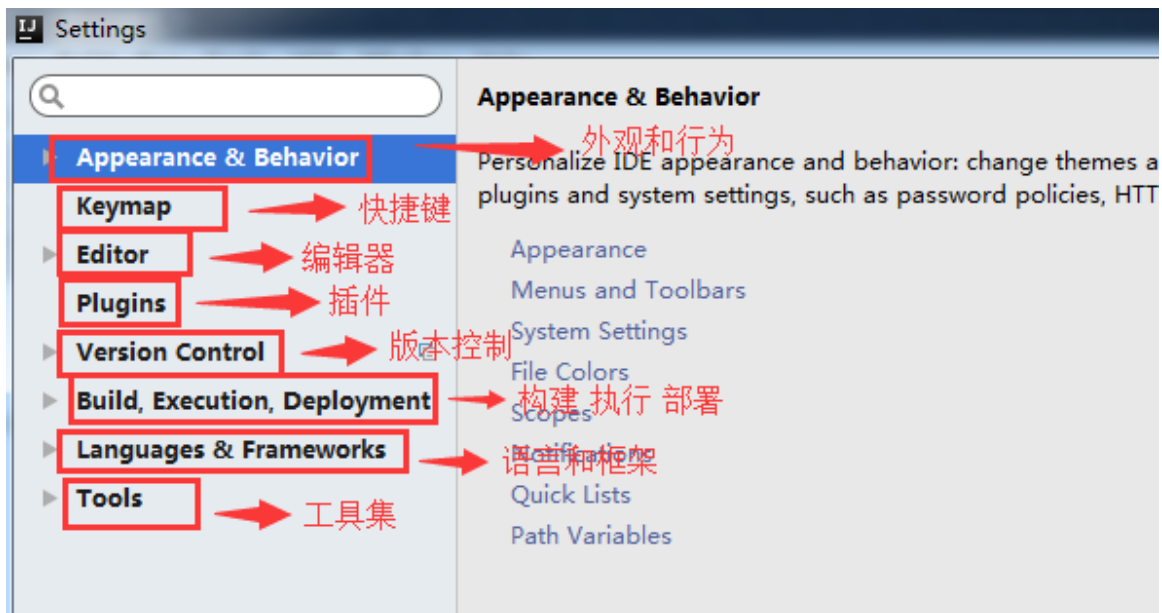 IJ Settings
Appearance & Behavior
外观和行为
Appearance & Behavior
Personalize IDE appearance and behavior: change themes a
Keymap
快捷键
plugins and system settings, such as password policies, HTT
Editor
编辑器
Appearance
Plugins
插件
Menus and Toolbars
Version Control
版本控制
System Settings
File Colors
Build, Execution, Deployment
构建 执行 部署
Scopes
Languages & Frameworks
语言和框架
Notifications
Tools
工具集
Quick Lists
Path Variables